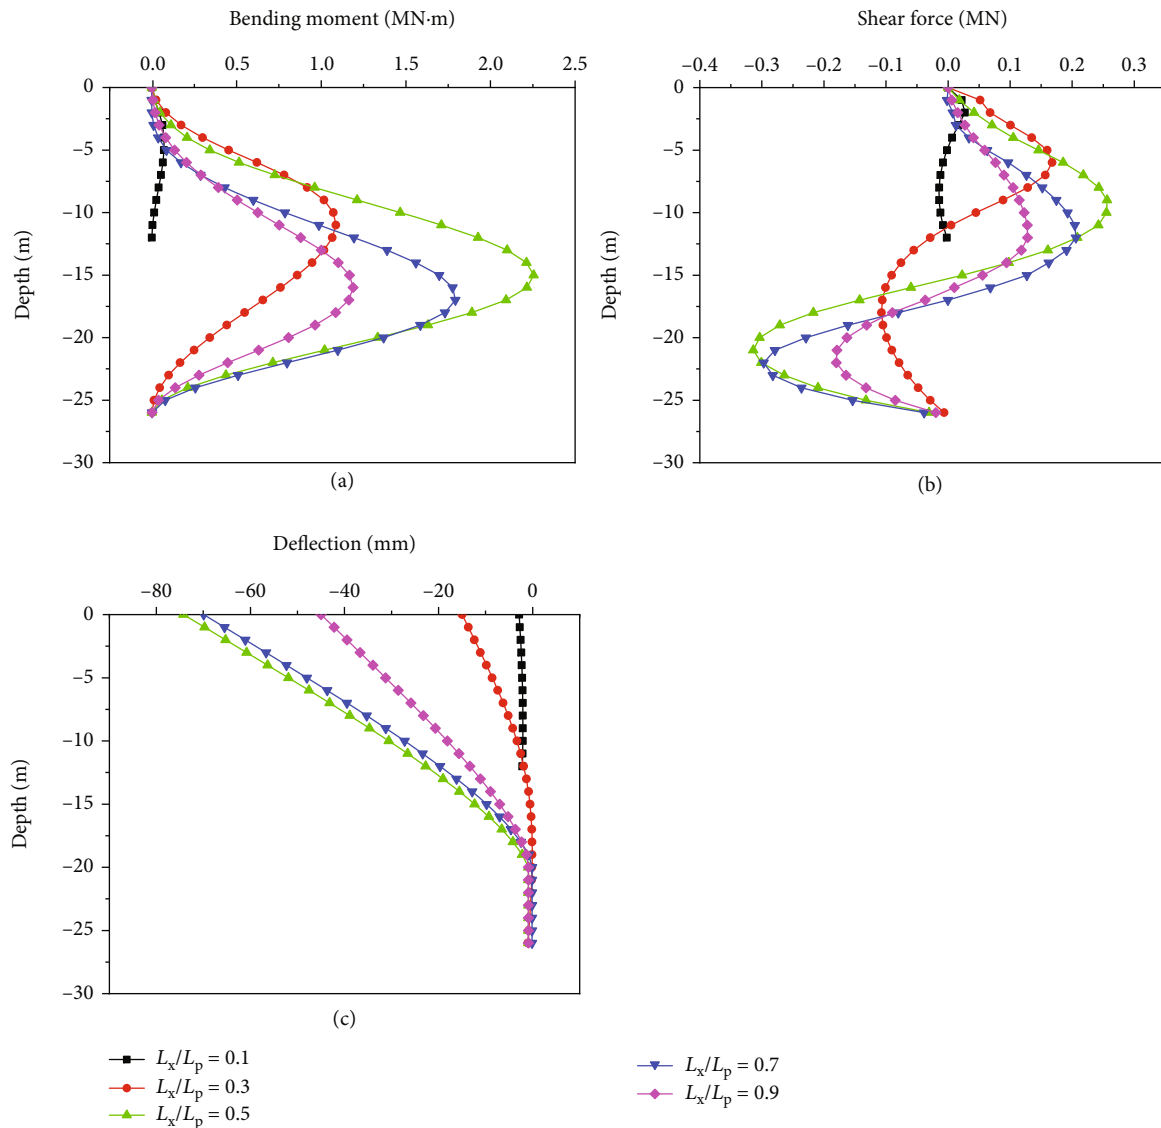 Bending moment (MN·m)
0.0 0.5 1.0 1.5 2.0 2.5
0
–5
–10
–15
–20
–25
–30
Depth (m)
(a)
Shear force (MN)
–0.4 –0.3 –0.2 –0.1 0.0 0.1 0.2 0.3
0
–5
–10
–15
–20
–25
–30
Depth (m)
(b)
Deflection (mm)
–80 –60 –40 –20 0
0
–5
–10
–15
–20
–25
–30
Depth (m)
(c)
Lx/Lp = 0.1
Lx/Lp = 0.3
Lx/Lp = 0.5
Lx/Lp = 0.7
Lx/Lp = 0.9